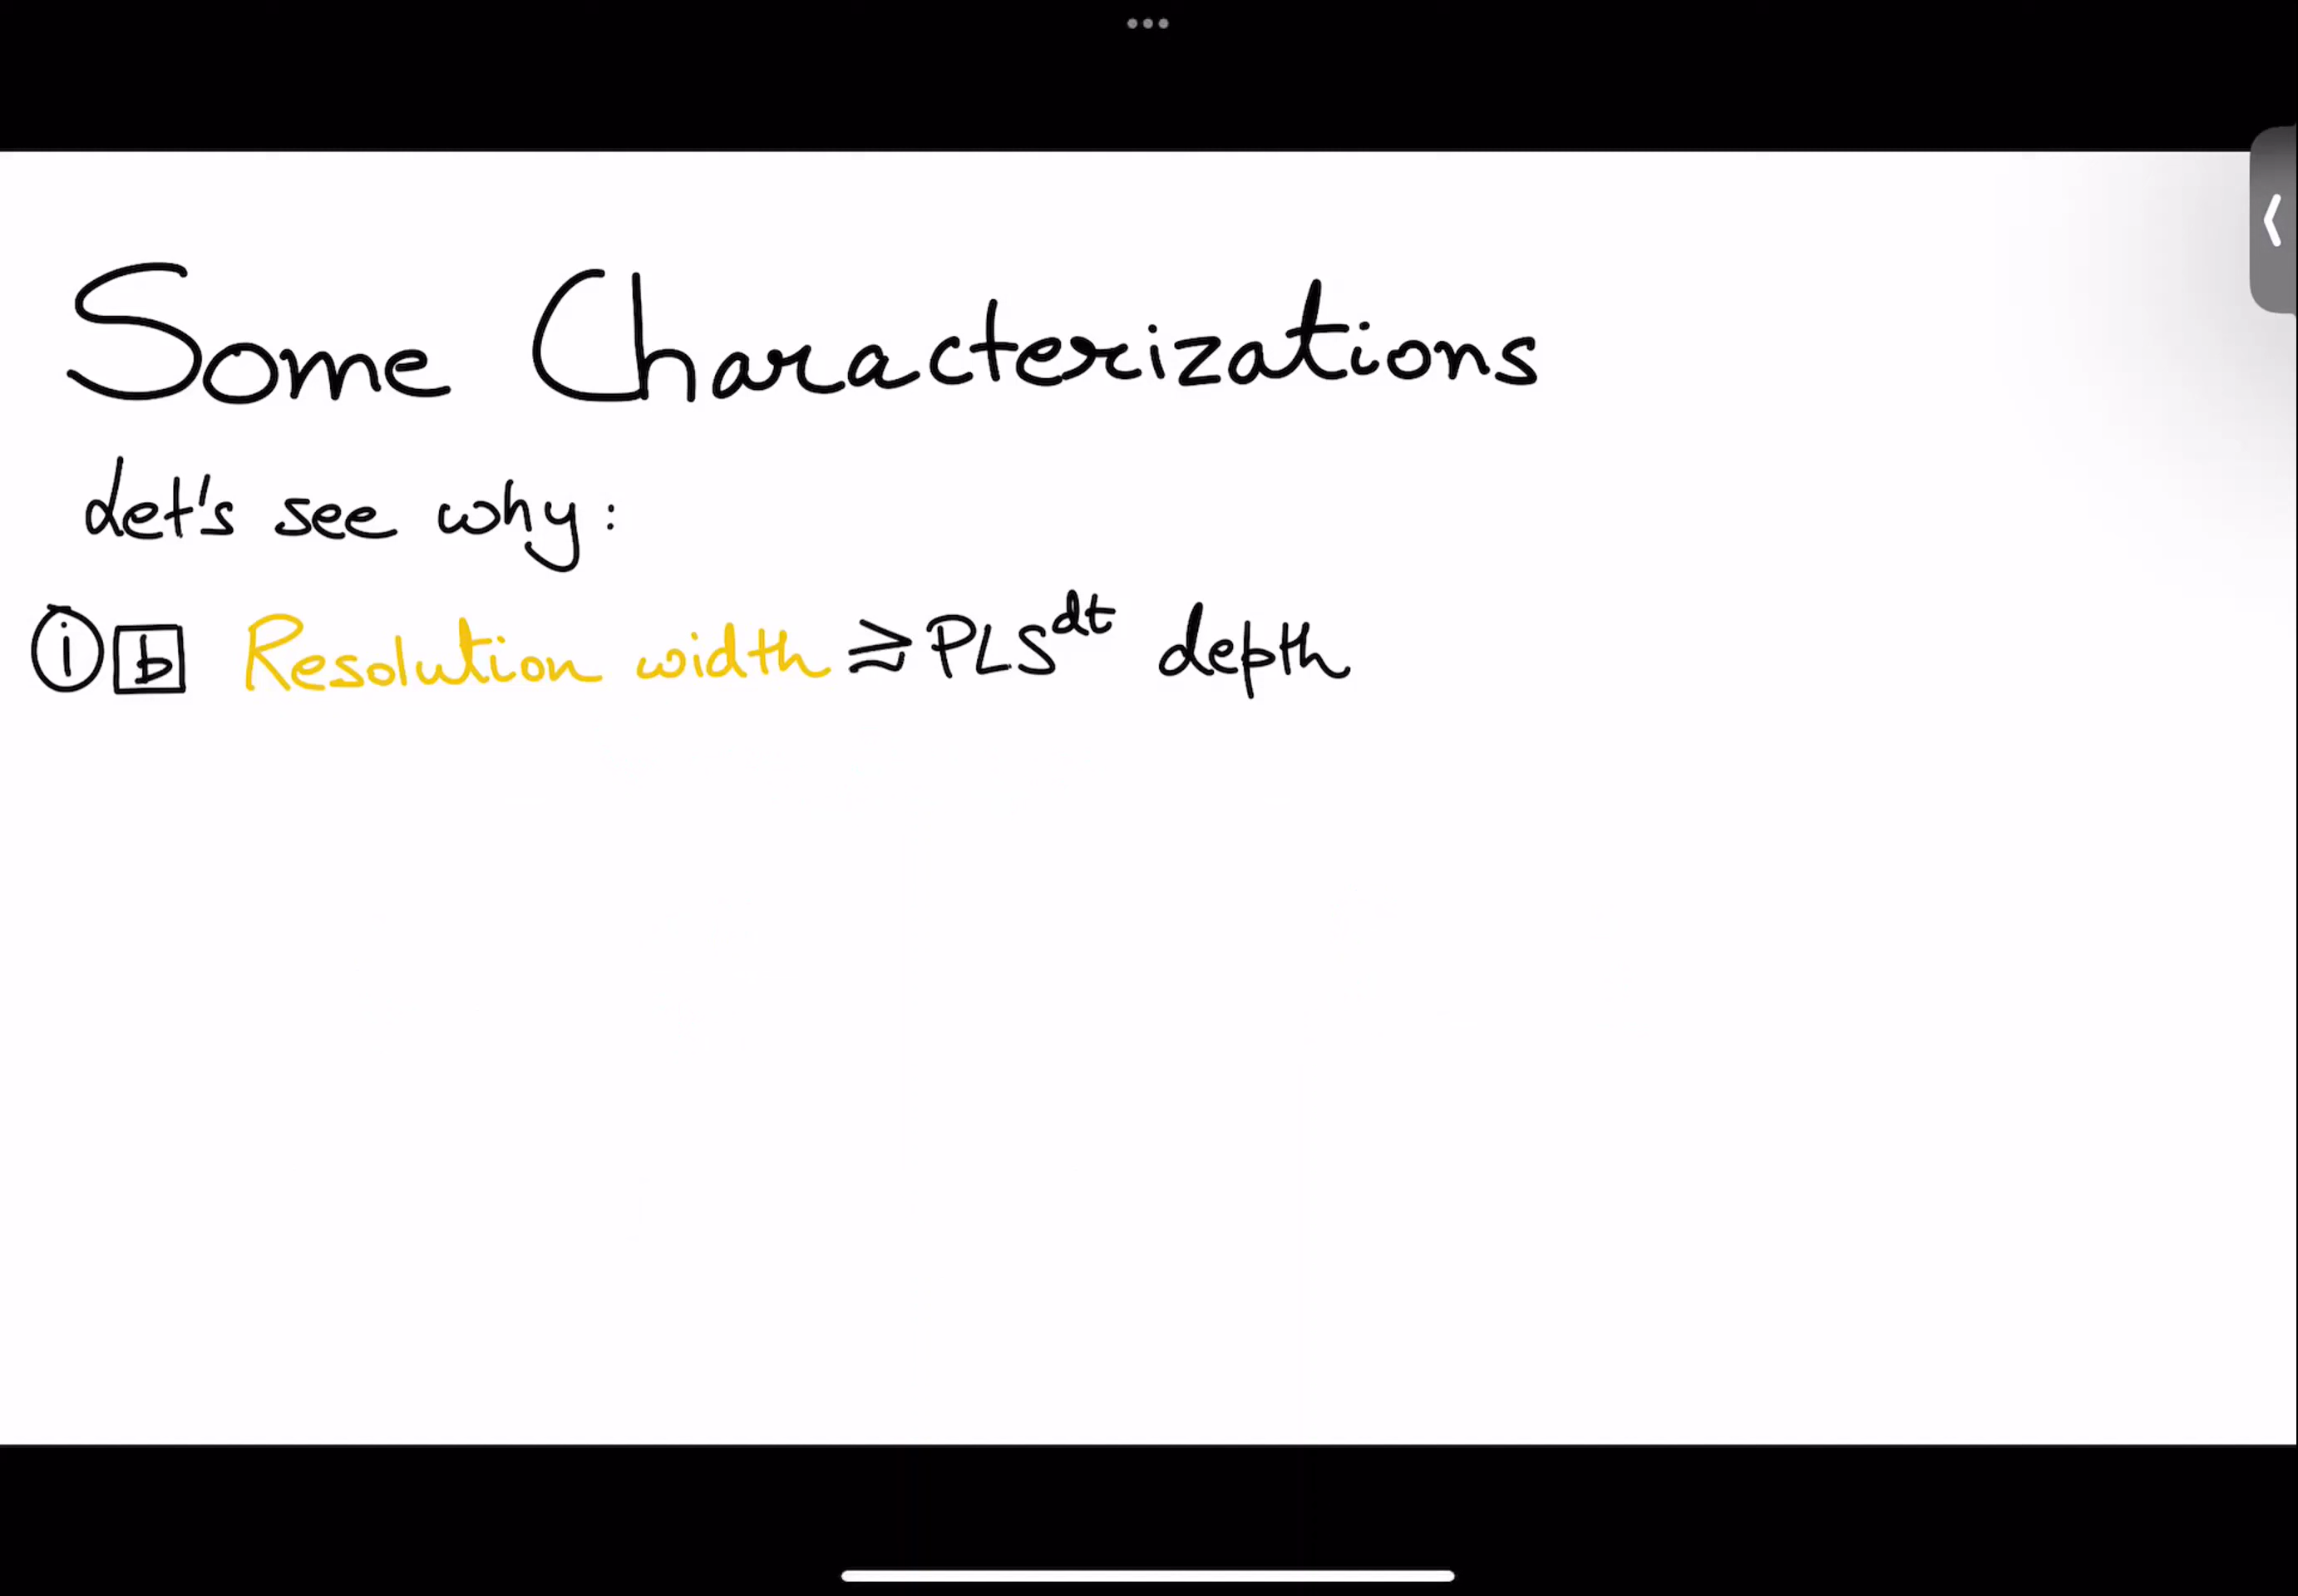 Some Characterizations
Let's see why:
ⓘ b Resolution width ⪆ PLS^dt depth